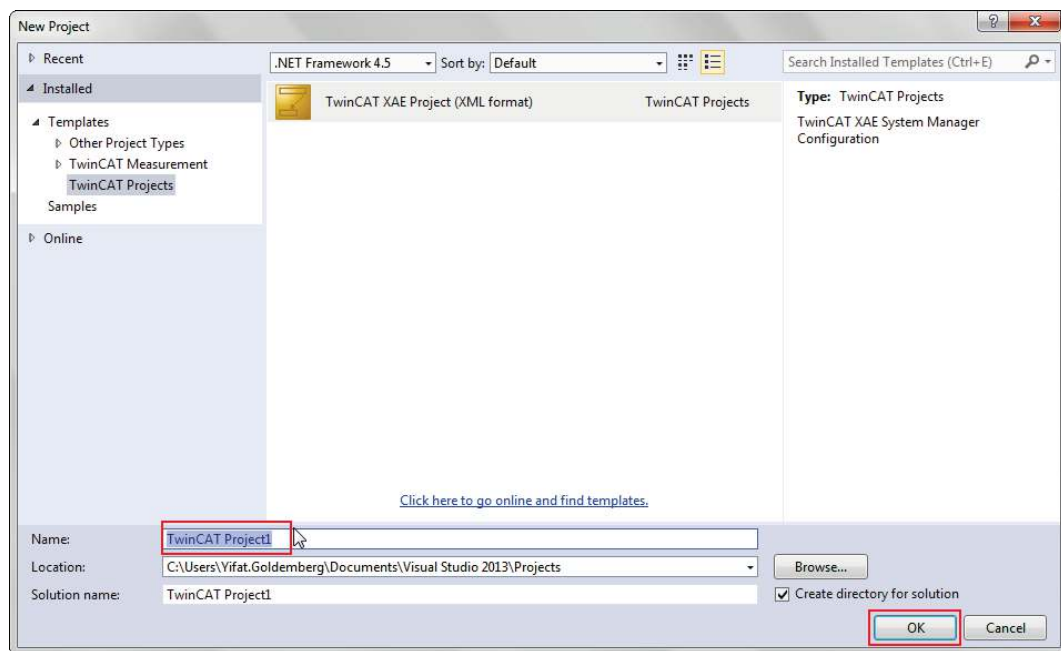 New Project
Recent
.NET Framework 4.5 Sort by: Default
Search Installed Templates (Ctrl+E)
Installed
TwinCAT XAE Project (XML format) TwinCAT Projects
Type: TwinCAT Projects
TwinCAT XAE System Manager
Configuration
Templates
Other Project Types
TwinCAT Measurement
TwinCAT Projects
Samples
Online
Click here to go online and find templates.
Name: TwinCAT Project1
Location: C:\Users\Yifat.Goldemberg\Documents\Visual Studio 2013\Projects Browse...
Solution name: TwinCAT Project1 Create directory for solution
OK Cancel